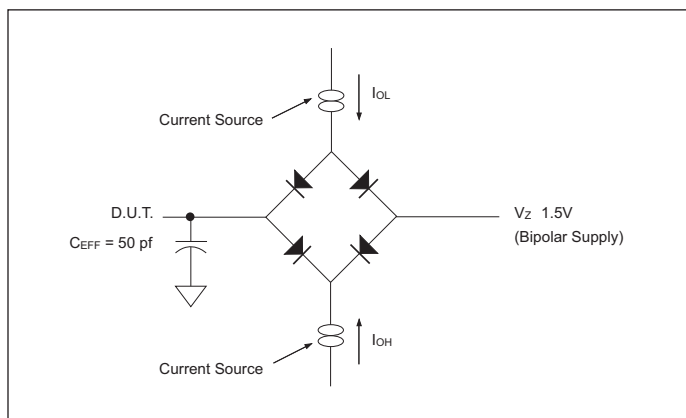 IOL
Current Source
D.U.T.
VZ 1.5V
CEFF = 50 pf
(Bipolar Supply)
IOH
Current Source